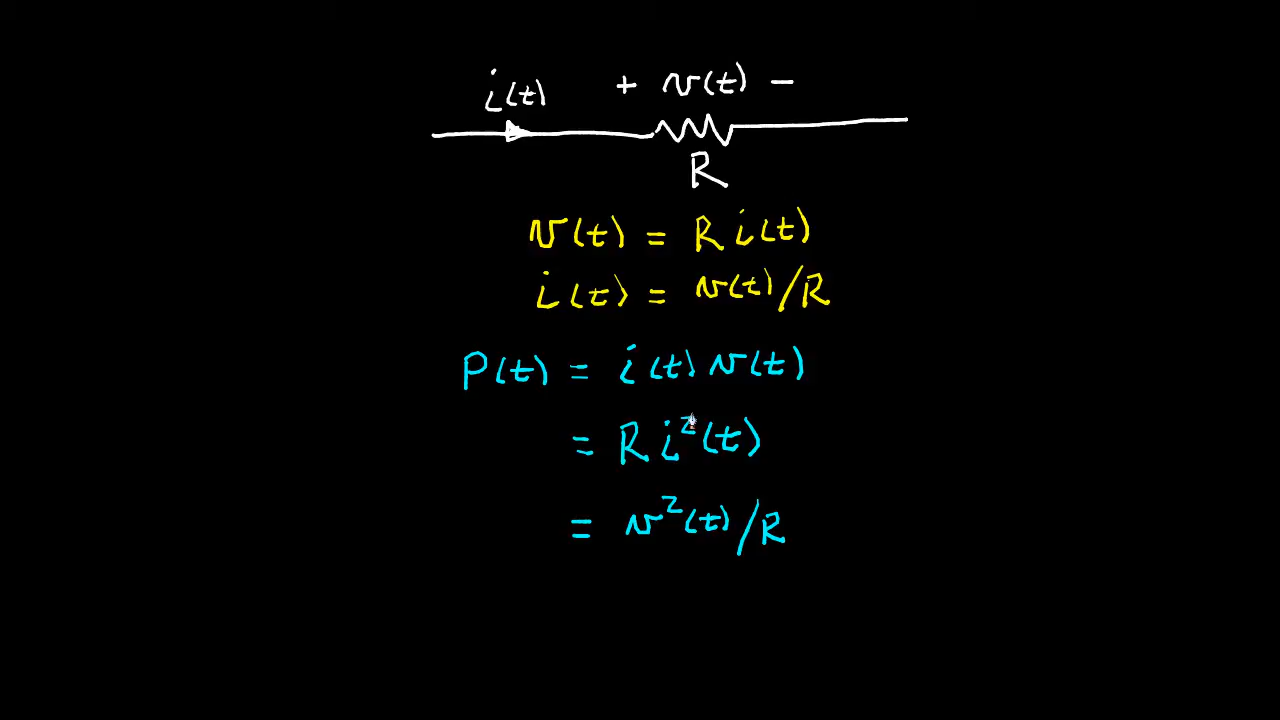 i(t) + v(t) −
R
v(t) = R i(t)
i(t) = v(t)/R
P(t) = i(t) v(t)
= R i²(t)
= v²(t)/R